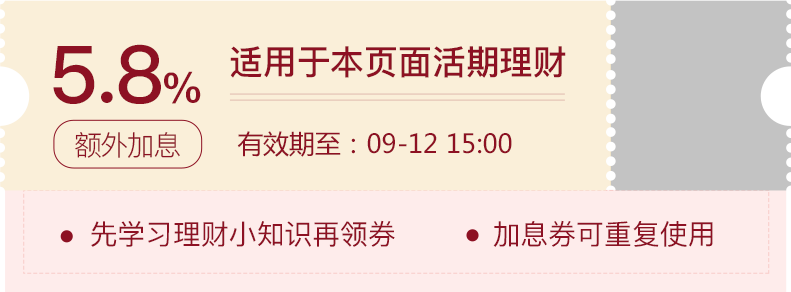 5.8%
适用于本页面活期理财
额外加息
有效期至：09-12 15:00
● 先学习理财小知识再领券
● 加息券可重复使用